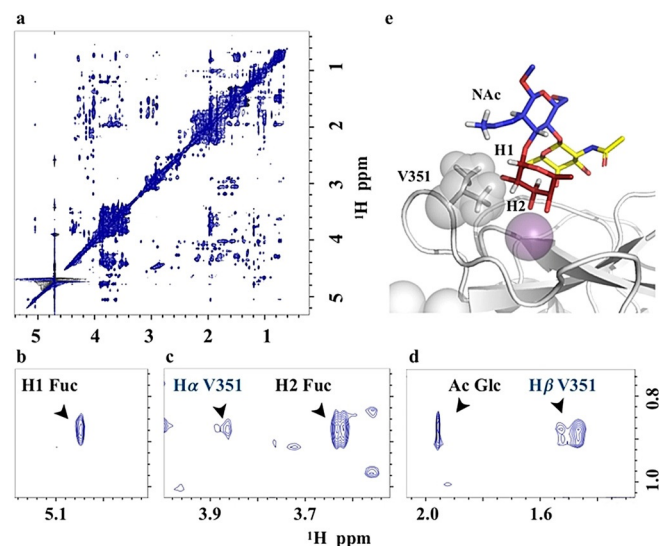 a
1
2
3
4
5
¹H ppm
5 4 3 2 1
e
NAc
H1
V351
H2
b
H1 Fuc
5.1
c
Hα V351
H2 Fuc
3.9 3.7
d
Ac Glc
Hβ V351
2.0 1.6
0.8
1.0
¹H ppm